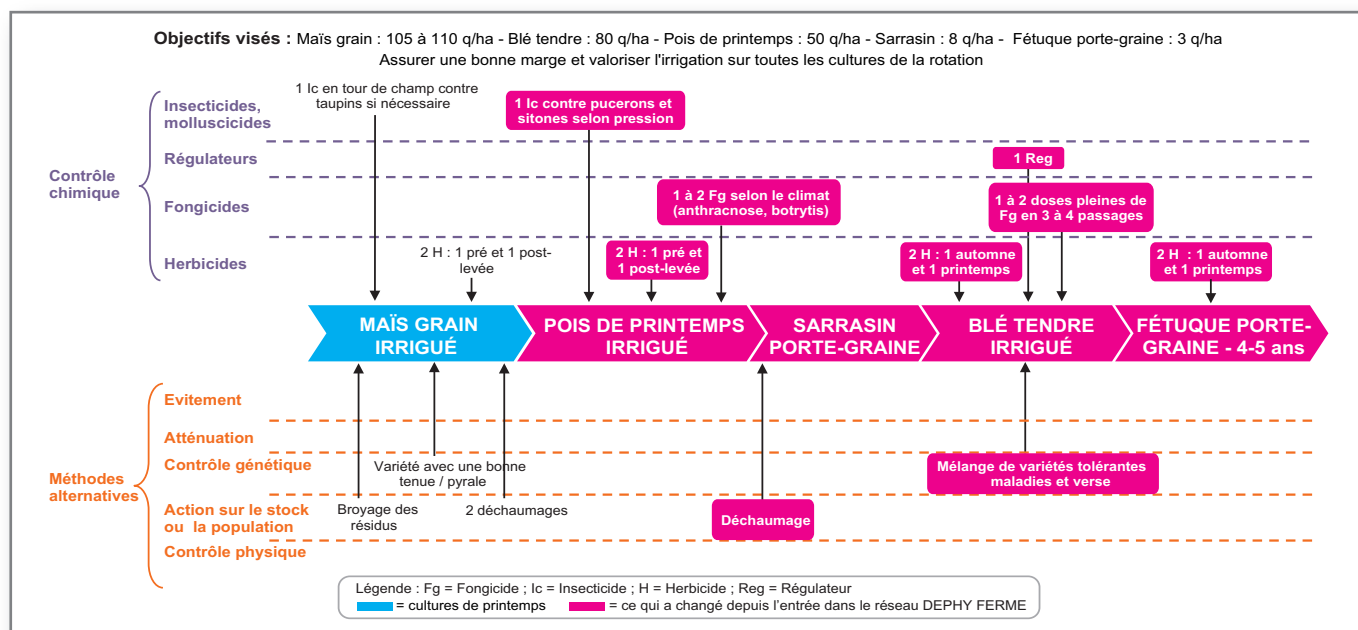 Objectifs visés : Maïs grain : 105 à 110 q/ha - Blé tendre : 80 q/ha - Pois de printemps : 50 q/ha - Sarrasin : 8 q/ha - Fétuque porte-graine : 3 q/ha
Assurer une bonne marge et valoriser l'irrigation sur toutes les cultures de la rotation
Contrôle
chimique
Insecticides,
molluscicides
1 Ic en tour de champ contre
taupins si nécessaire
1 Ic contre pucerons et
sitones selon pression
Régulateurs
1 Reg
Fongicides
1 à 2 Fg selon le climat
(anthracnose, botrytis)
1 à 2 doses pleines de
Fg en 3 à 4 passages
Herbicides
2 H : 1 pré et 1 post-
levée
2 H : 1 pré et
1 post-levée
2 H : 1 automne
et 1 printemps
2 H : 1 automne
et 1 printemps
MAÏS GRAIN
IRRIGUÉ
POIS DE PRINTEMPS
IRRIGUÉ
SARRASIN
PORTE-GRAINE
BLÉ TENDRE
IRRIGUÉ
FÉTUQUE PORTE-
GRAINE - 4-5 ans
Méthodes
alternatives
Evitement
Atténuation
Contrôle génétique
Variété avec une bonne
tenue / pyrale
Mélange de variétés tolérantes
maladies et verse
Action sur le stock
ou la population
Broyage des
résidus
2 déchaumages
Déchaumage
Contrôle physique
Légende : Fg = Fongicide ; Ic = Insecticide ; H = Herbicide ; Reg = Régulateur
= cultures de printemps
= ce qui a changé depuis l'entrée dans le réseau DEPHY FERME